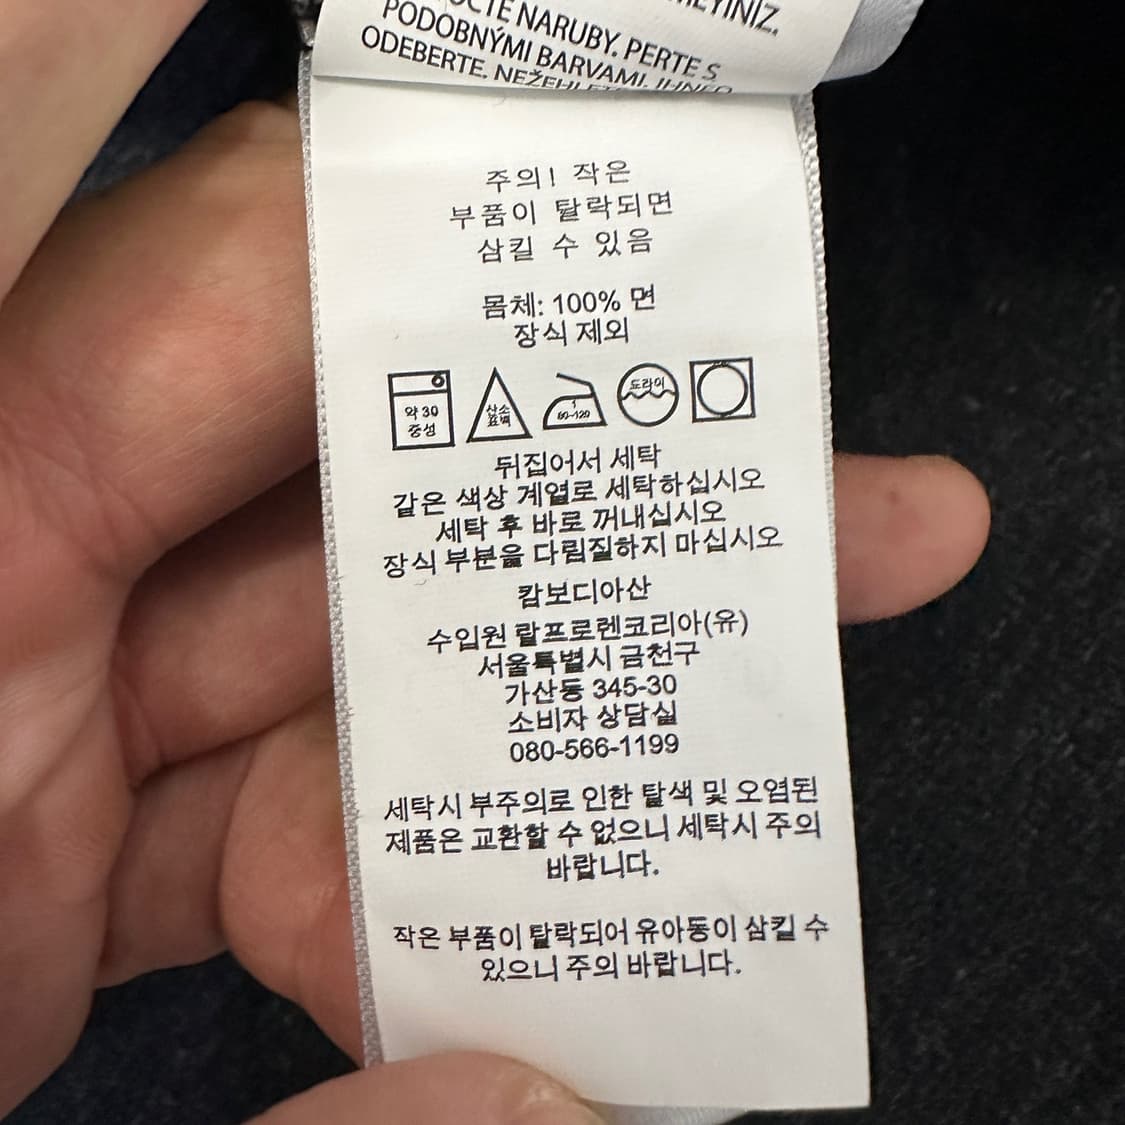 NARUBY. PERTE S
PODOBNÝMI BARVAMI. IHNED
ODEBERTE.
주의! 작은
부품이 탈락되면
삼킬 수 있음
몸체: 100% 면
장식 제외
약 30
중성
산소
표백
1
80~120
드라이
뒤집어서 세탁
같은 색상 계열로 세탁하십시오
세탁 후 바로 꺼내십시오
장식 부분을 다림질하지 마십시오
캄보디아산
수입원 랄프로렌코리아(유)
서울특별시 금천구
가산동 345-30
소비자 상담실
080-566-1199
세탁시 부주의로 인한 탈색 및 오염된
제품은 교환할 수 없으니 세탁시 주의
바랍니다.
작은 부품이 탈락되어 유아동이 삼킬 수
있으니 주의 바랍니다.